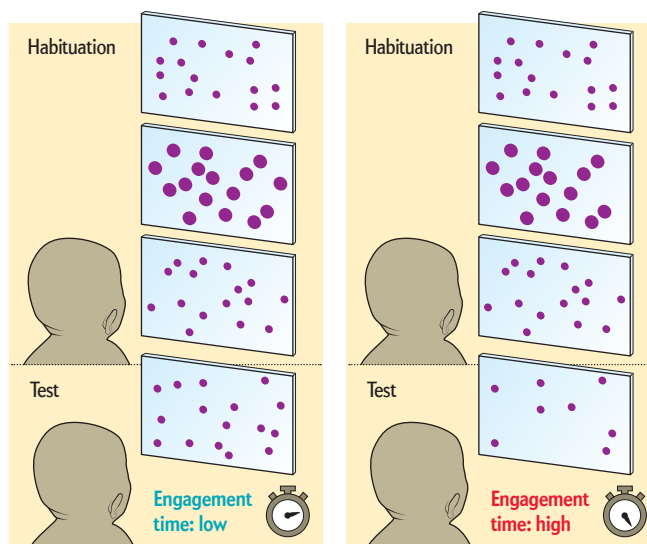 Habituation
Test
Engagement
time: low
Habituation
Test
Engagement
time: high